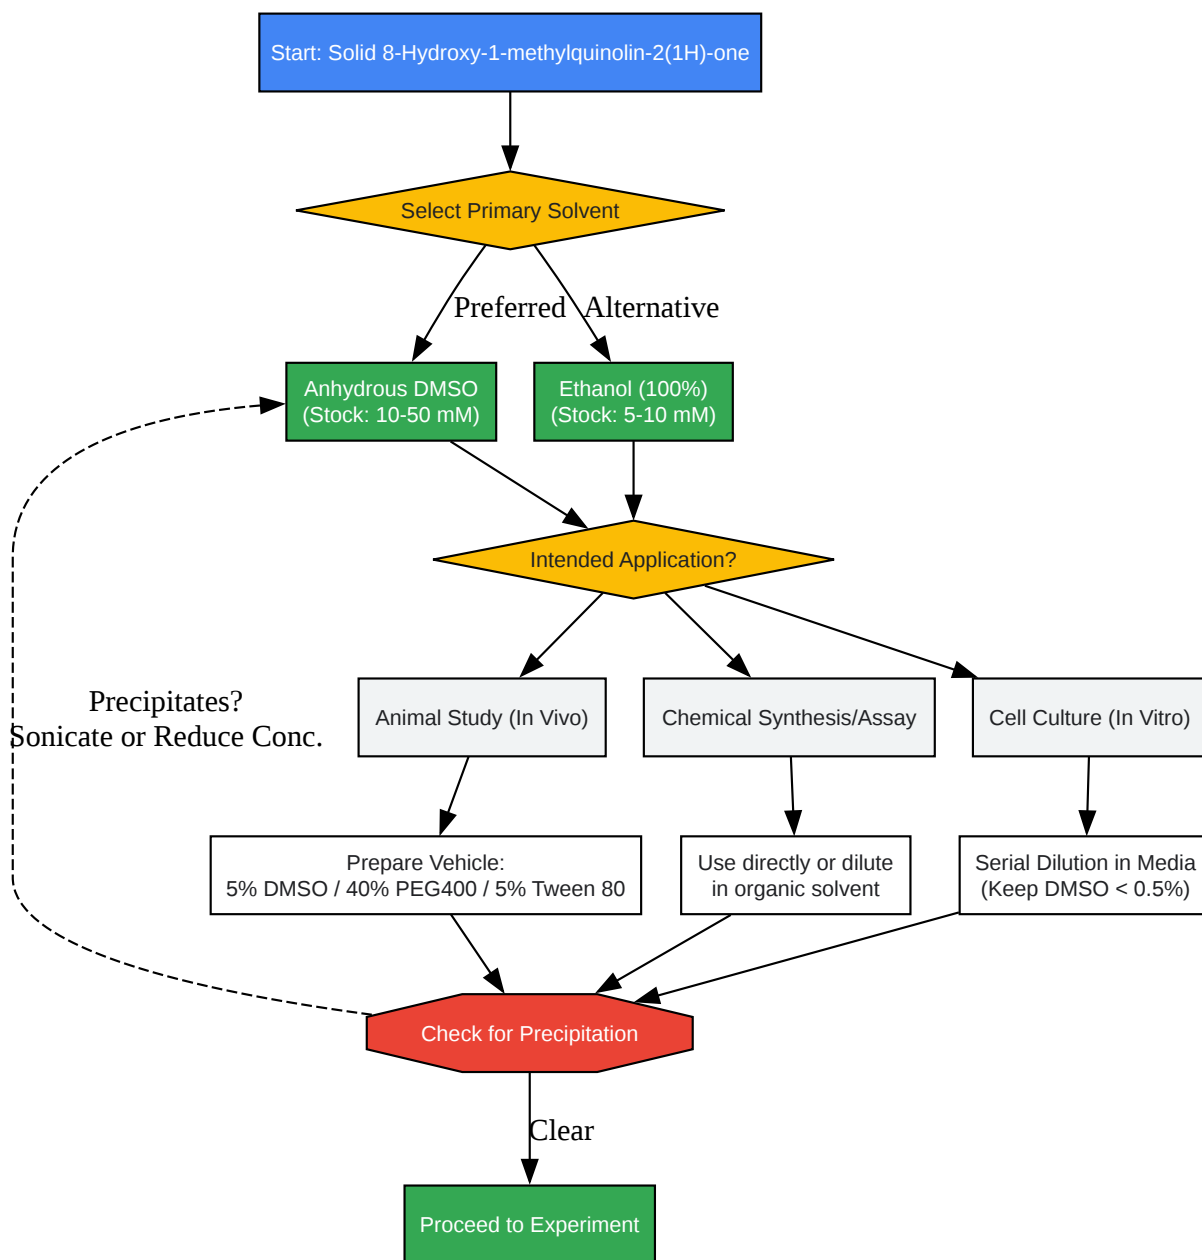 Start: Solid 8-Hydroxy-1-methylquinolin-2(1H)-one
Select Primary Solvent
Preferred
Alternative
Anhydrous DMSO
(Stock: 10-50 mM)
Ethanol (100%)
(Stock: 5-10 mM)
Intended Application?
Precipitates?
Sonicate or Reduce Conc.
Animal Study (In Vivo)
Chemical Synthesis/Assay
Cell Culture (In Vitro)
Prepare Vehicle:
5% DMSO / 40% PEG400 / 5% Tween 80
Use directly or dilute
in organic solvent
Serial Dilution in Media
(Keep DMSO < 0.5%)
Check for Precipitation
Clear
Proceed to Experiment